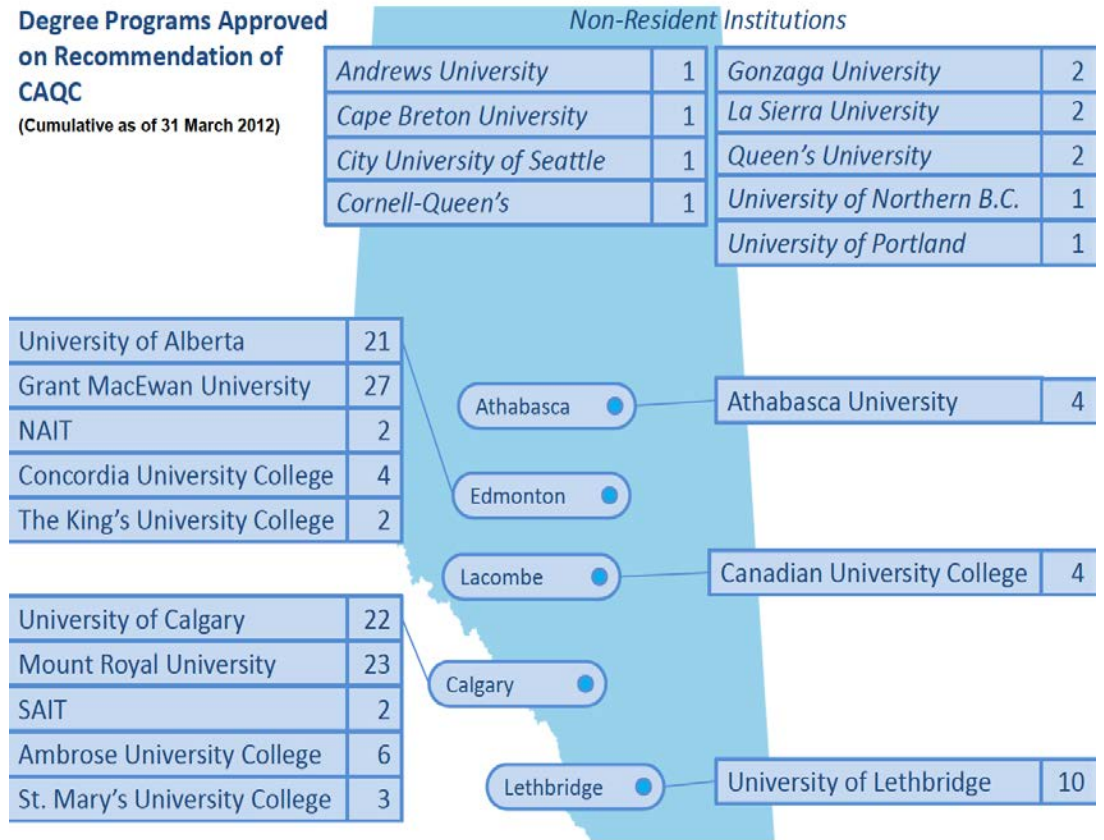 Degree Programs Approved
on Recommendation of
CAQC
(Cumulative as of 31 March 2012)
Non-Resident Institutions
Andrews University 1
Cape Breton University 1
City University of Seattle 1
Cornell-Queen's 1
Gonzaga University 2
La Sierra University 2
Queen's University 2
University of Northern B.C. 1
University of Portland 1
University of Alberta 21
Grant MacEwan University 27
NAIT 2
Concordia University College 4
The King's University College 2
Athabasca
Athabasca University 4
Edmonton
Lacombe
Canadian University College 4
University of Calgary 22
Mount Royal University 23
SAIT 2
Ambrose University College 6
St. Mary's University College 3
Calgary
Lethbridge
University of Lethbridge 10